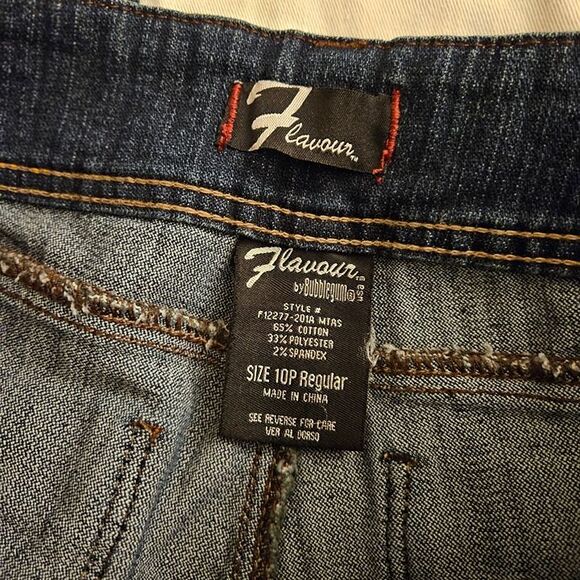 Flavour
Flavour
by Bubblegum®
STYLE #
F12277-201A MTAS
65% COTTON
33% POLYESTER
2% SPANDEX
SIZE 10P Regular
MADE IN CHINA
SEE REVERSE FOR CARE
VER AL DORSO